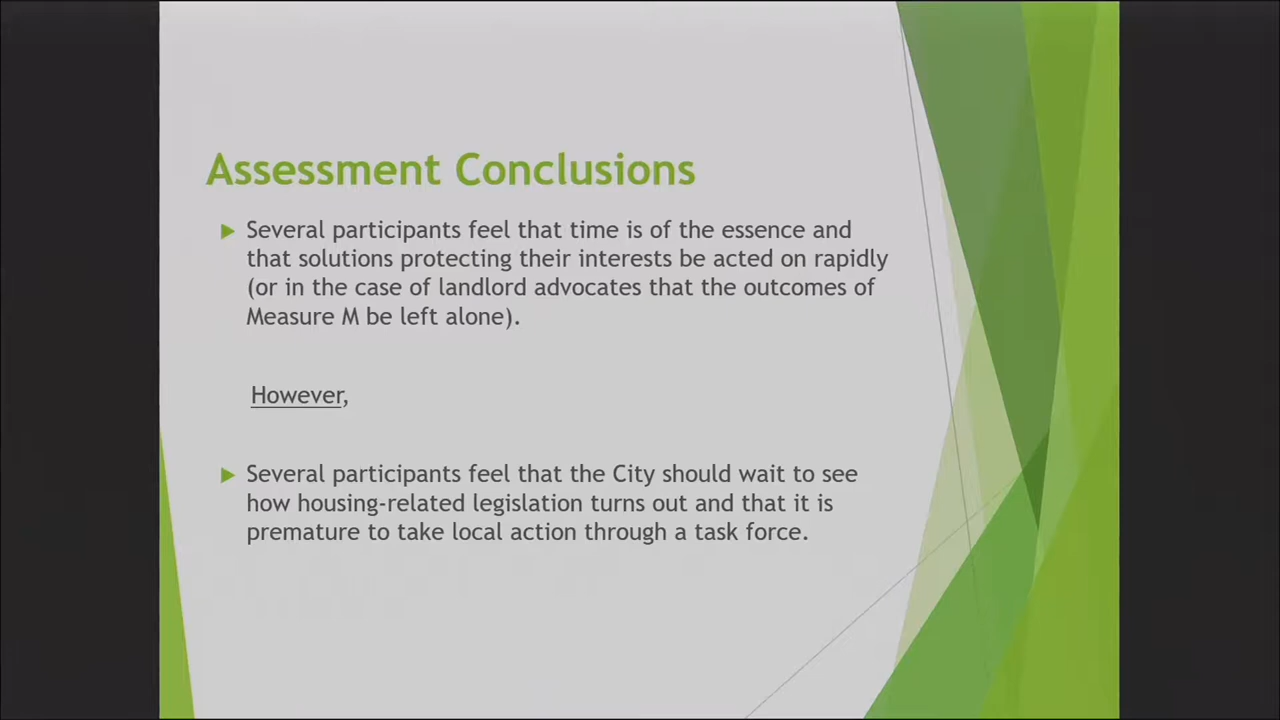 Assessment Conclusions
Several participants feel that time is of the essence and
that solutions protecting their interests be acted on rapidly
(or in the case of landlord advocates that the outcomes of
Measure M be left alone).
However,
Several participants feel that the City should wait to see
how housing-related legislation turns out and that it is
premature to take local action through a task force.